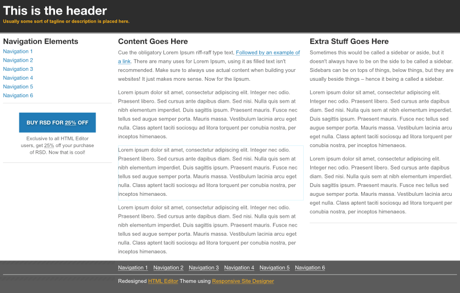 This is the header
Usually some sort of tagline or description is placed here.
Navigation Elements
Navigation 1
Navigation 2
Navigation 3
Navigation 4
Navigation 5
Navigation 6
BUY RSD FOR 25% OFF
Exclusive to all HTML Editor
users, get 25% off your purchase
of RSD. Now that is cool!
Content Goes Here
Cue the obligatory Lorem Ipsum riff-raff type text. Followed by an example of
a link. There are many uses for Lorem Ipsum, using it as filled text isn't
recommended. Make sure to always use actual content when building your
websites! It just makes more sense. Now for the lipsum.
Lorem ipsum dolor sit amet, consectetur adipiscing elit. Integer nec odio.
Praesent libero. Sed cursus ante dapibus diam. Sed nisi. Nulla quis sem at
nibh elementum imperdiet. Duis sagittis ipsum. Praesent mauris. Fusce nec
tellus sed augue semper porta. Mauris massa. Vestibulum lacinia arcu eget
nulla. Class aptent taciti sociosqu ad litora torquent per conubia nostra, per
inceptos himenaeos.
Lorem ipsum dolor sit amet, consectetur adipiscing elit. Integer nec odio.
Praesent libero. Sed cursus ante dapibus diam. Sed nisi. Nulla quis sem at
nibh elementum imperdiet. Duis sagittis ipsum. Praesent mauris. Fusce nec
tellus sed augue semper porta. Mauris massa. Vestibulum lacinia arcu eget
nulla. Class aptent taciti sociosqu ad litora torquent per conubia nostra, per
inceptos himenaeos.
Lorem ipsum dolor sit amet, consectetur adipiscing elit. Integer nec odio.
Praesent libero. Sed cursus ante dapibus diam. Sed nisi. Nulla quis sem at
nibh elementum imperdiet. Duis sagittis ipsum. Praesent mauris. Fusce nec
tellus sed augue semper porta. Mauris massa. Vestibulum lacinia arcu eget
nulla. Class aptent taciti sociosqu ad litora torquent per conubia nostra, per
inceptos himenaeos.
Extra Stuff Goes Here
Sometimes this would be called a sidebar or aside, but it
doesn't always have to be on the side to be called a sidebar.
Sidebars can be on tops of things, below things, but they are
usually beside things – hence it being a called a sidebar.
Lorem ipsum dolor sit amet, consectetur adipiscing elit.
Integer nec odio. Praesent libero. Sed cursus ante dapibus
diam. Sed nisi. Nulla quis sem at nibh elementum imperdiet.
Duis sagittis ipsum. Praesent mauris. Fusce nec tellus sed
augue semper porta. Mauris massa. Vestibulum lacinia arcu
eget nulla. Class aptent taciti sociosqu ad litora torquent per
conubia nostra, per inceptos himenaeos.
Lorem ipsum dolor sit amet, consectetur adipiscing elit.
Integer nec odio. Praesent libero. Sed cursus ante dapibus
diam. Sed nisi. Nulla quis sem at nibh elementum imperdiet.
Duis sagittis ipsum. Praesent mauris. Fusce nec tellus sed
augue semper porta. Mauris massa. Vestibulum lacinia arcu
eget nulla. Class aptent taciti sociosqu ad litora torquent per
conubia nostra, per inceptos himenaeos.
Navigation 1 Navigation 2 Navigation 3 Navigation 4 Navigation 5 Navigation 6
Redesigned HTML Editor Theme using Responsive Site Designer